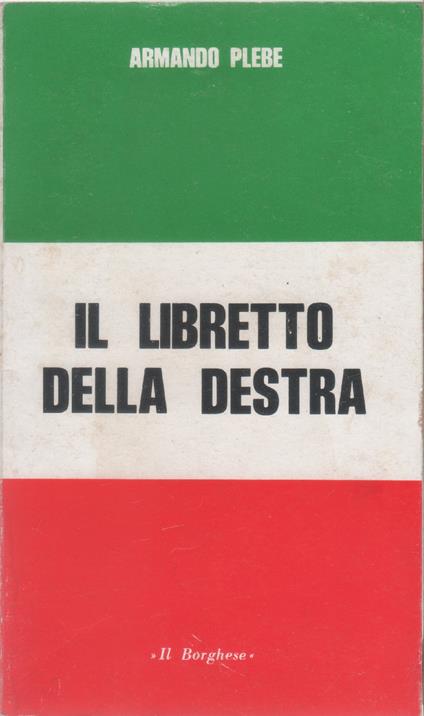 ARMANDO PLEBE
IL LIBRETTO
DELLA DESTRA
»Il Borghese«